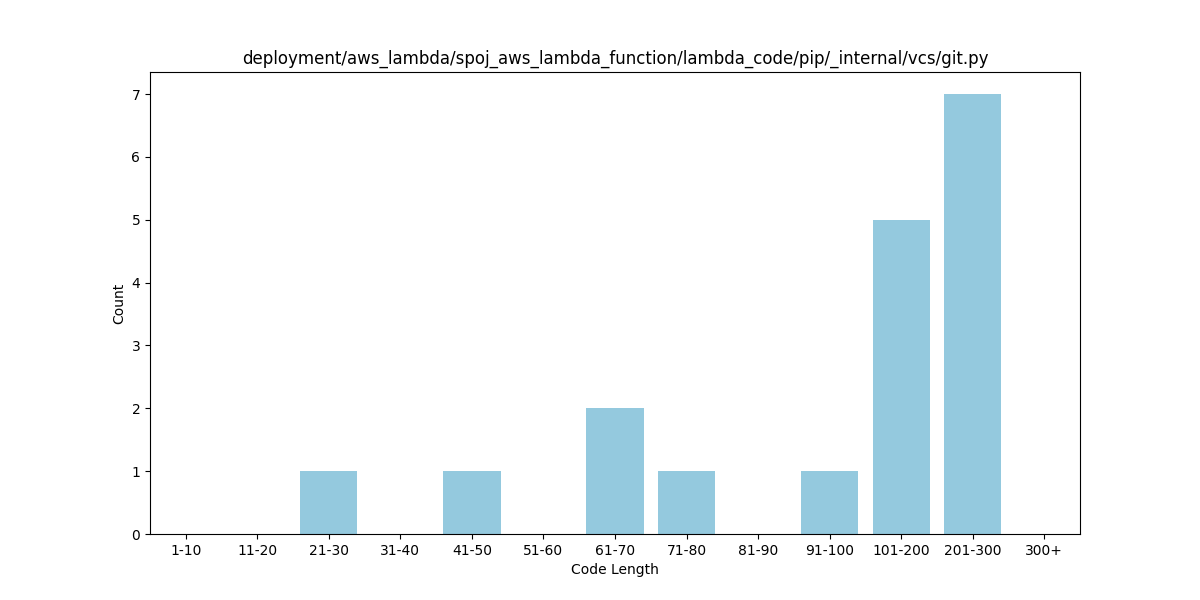 deployment/aws_lambda/spoj_aws_lambda_function/lambda_code/pip/_internal/vcs/git.py
7
6
5
4
3
2
1
0
Count
1-10 11-20 21-30 31-40 41-50 51-60 61-70 71-80 81-90 91-100 101-200 201-300 300+
Code Length